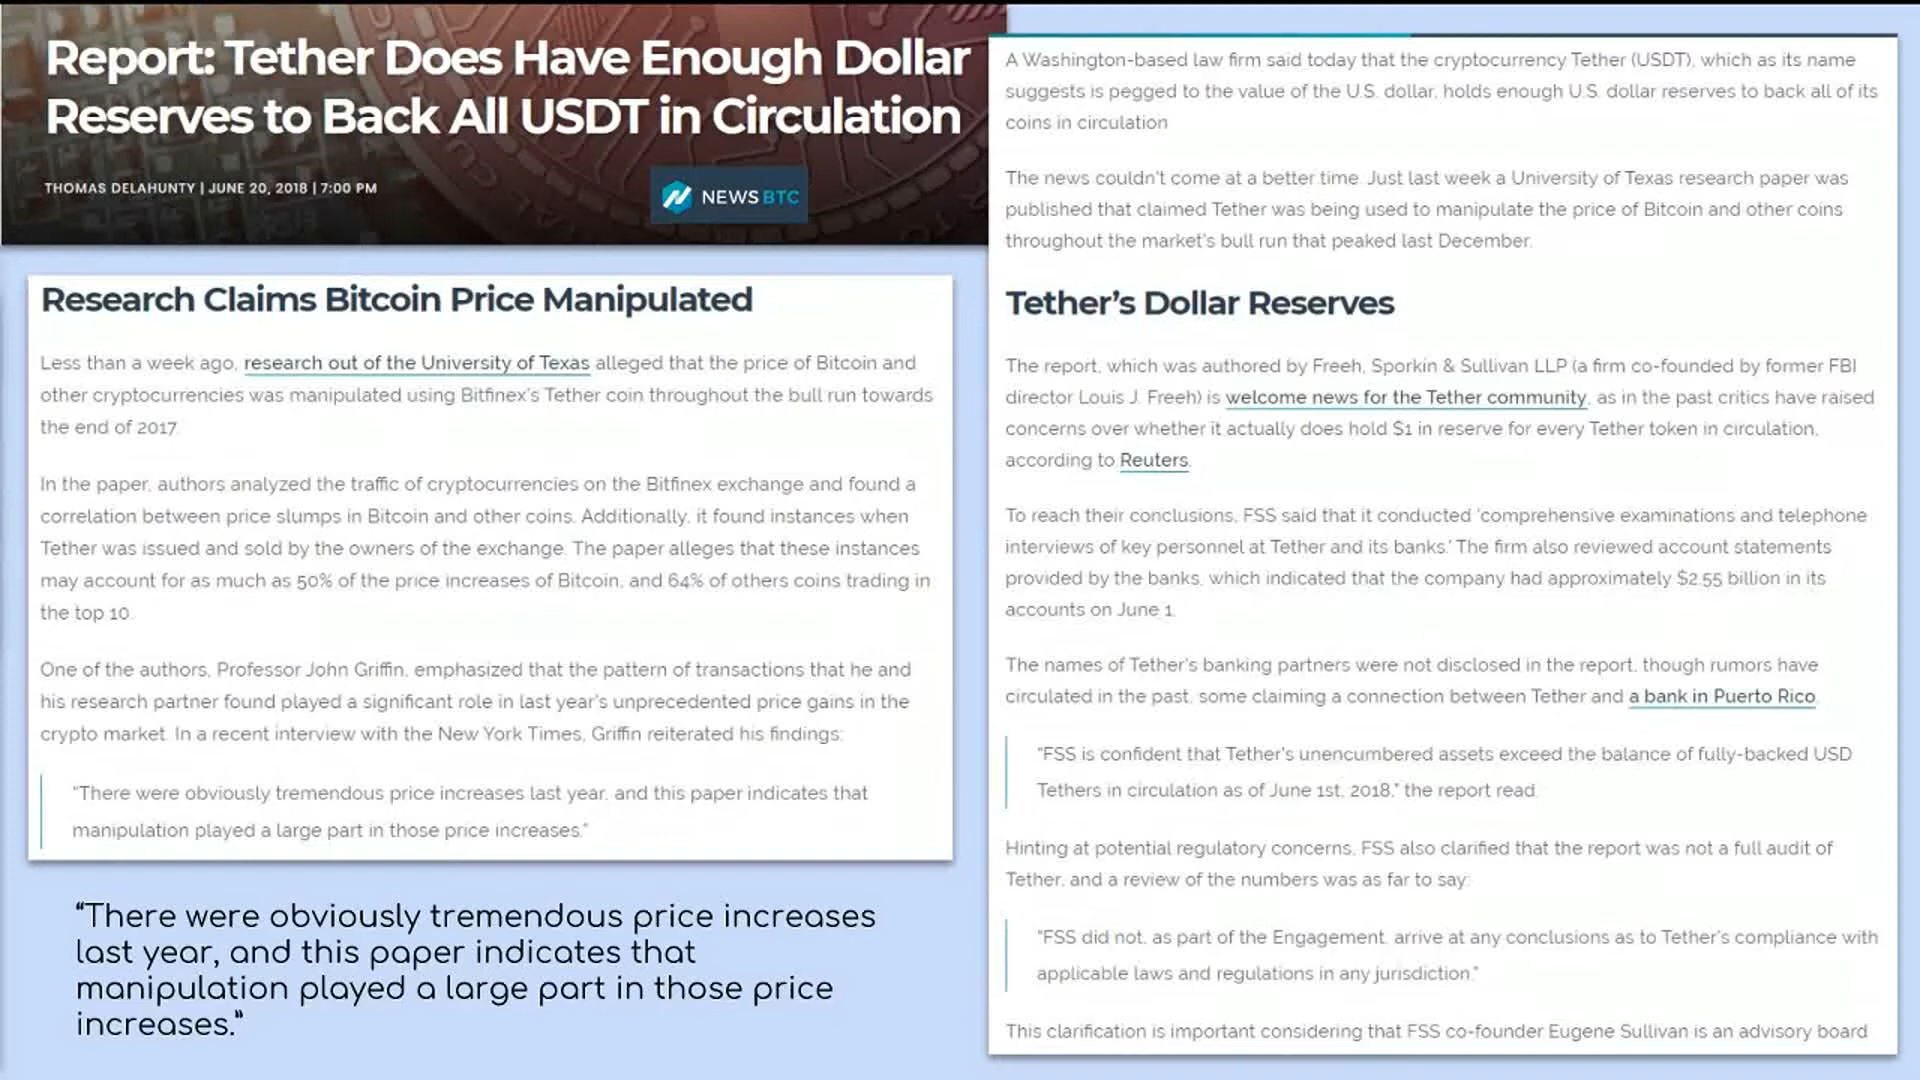 Report: Tether Does Have Enough Dollar
Reserves to Back All USDT in Circulation
THOMAS DELAHUNTY | JUNE 20, 2018 | 7:00 PM
NEWSBTC
Research Claims Bitcoin Price Manipulated
Less than a week ago, research out of the University of Texas alleged that the price of Bitcoin and
other cryptocurrencies was manipulated using Bitfinex's Tether coin throughout the bull run towards
the end of 2017.
In the paper, authors analyzed the traffic of cryptocurrencies on the Bitfinex exchange and found a
correlation between price slumps in Bitcoin and other coins. Additionally, it found instances when
Tether was issued and sold by the owners of the exchange. The paper alleges that these instances
may account for as much as 50% of the price increases of Bitcoin, and 64% of others coins trading in
the top 10.
One of the authors, Professor John Griffin, emphasized that the pattern of transactions that he and
his research partner found played a significant role in last year's unprecedented price gains in the
crypto market. In a recent interview with the New York Times, Griffin reiterated his findings:
"There were obviously tremendous price increases last year, and this paper indicates that
manipulation played a large part in those price increases."
"There were obviously tremendous price increases
last year, and this paper indicates that
manipulation played a large part in those price
increases."
A Washington-based law firm said today that the cryptocurrency Tether (USDT), which as its name
suggests is pegged to the value of the U.S. dollar, holds enough U.S. dollar reserves to back all of its
coins in circulation
The news couldn't come at a better time. Just last week a University of Texas research paper was
published that claimed Tether was being used to manipulate the price of Bitcoin and other coins
throughout the market's bull run that peaked last December.
Tether's Dollar Reserves
The report, which was authored by Freeh, Sporkin & Sullivan LLP (a firm co-founded by former FBI
director Louis J. Freeh) is welcome news for the Tether community, as in the past critics have raised
concerns over whether it actually does hold $1 in reserve for every Tether token in circulation,
according to Reuters.
To reach their conclusions, FSS said that it conducted 'comprehensive examinations and telephone
interviews of key personnel at Tether and its banks.' The firm also reviewed account statements
provided by the banks, which indicated that the company had approximately $2.55 billion in its
accounts on June 1.
The names of Tether's banking partners were not disclosed in the report, though rumors have
circulated in the past, some claiming a connection between Tether and a bank in Puerto Rico.
"FSS is confident that Tether's unencumbered assets exceed the balance of fully-backed USD
Tethers in circulation as of June 1st, 2018," the report read.
Hinting at potential regulatory concerns, FSS also clarified that the report was not a full audit of
Tether, and a review of the numbers was as far to say:
"FSS did not, as part of the Engagement, arrive at any conclusions as to Tether's compliance with
applicable laws and regulations in any jurisdiction."
This clarification is important considering that FSS co-founder Eugene Sullivan is an advisory board